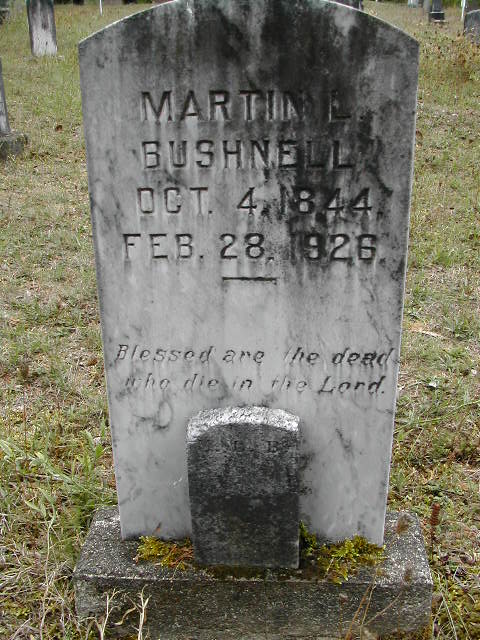 MARTIN L.
BUSHNELL
OCT. 4, 1844.
FEB. 28, 1926.
Blessed are the dead
who die in the Lord.